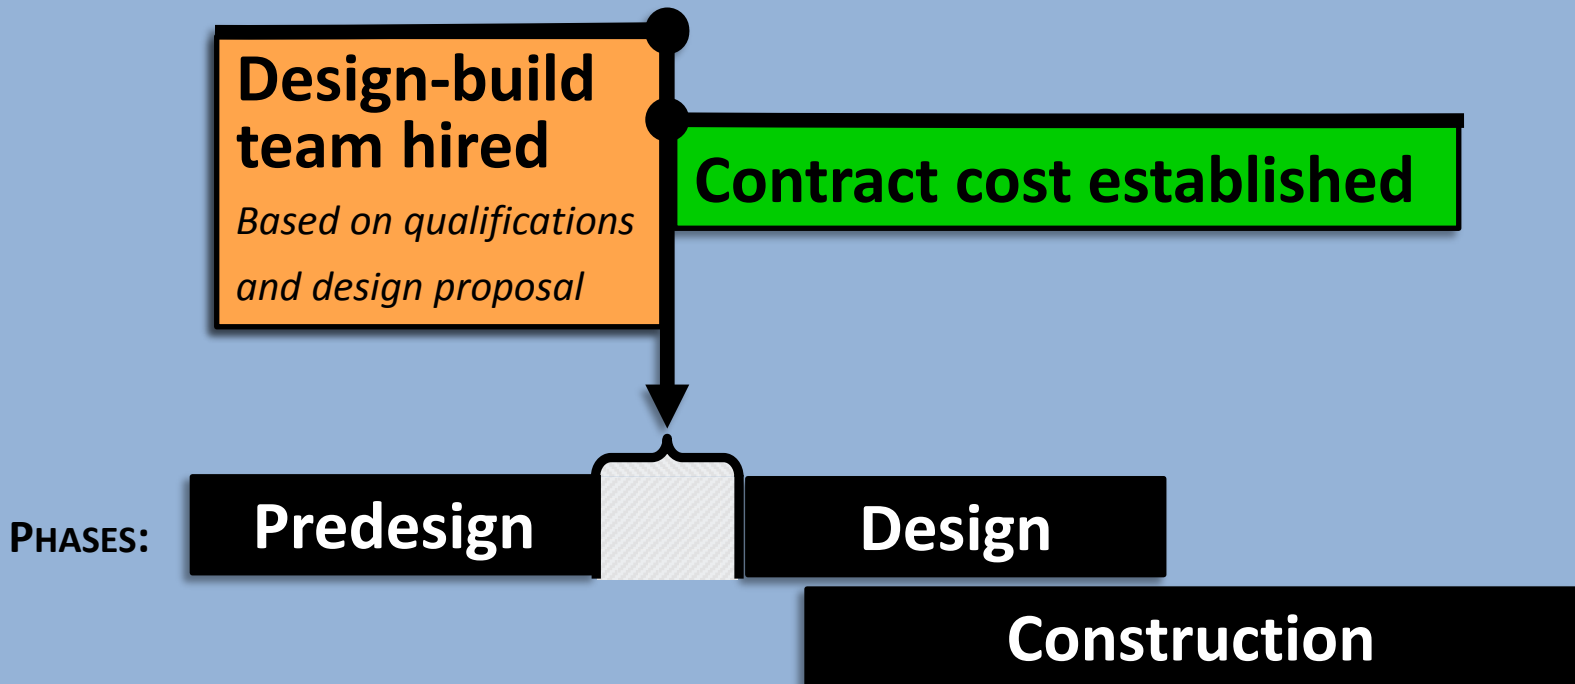 Design-build
team hired
Based on qualifications
and design proposal
Contract cost established
PHASES:
Predesign
Design
Construction